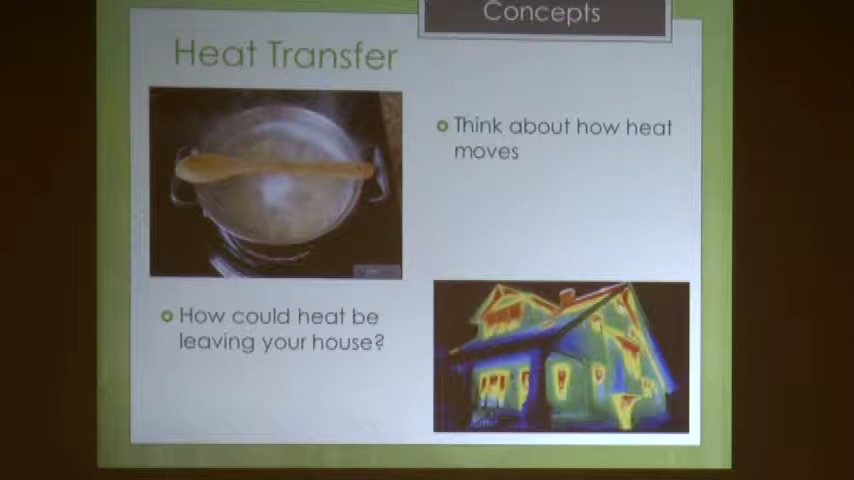 Concepts
Heat Transfer
Think about how heat
moves
How could heat be
leaving your house?